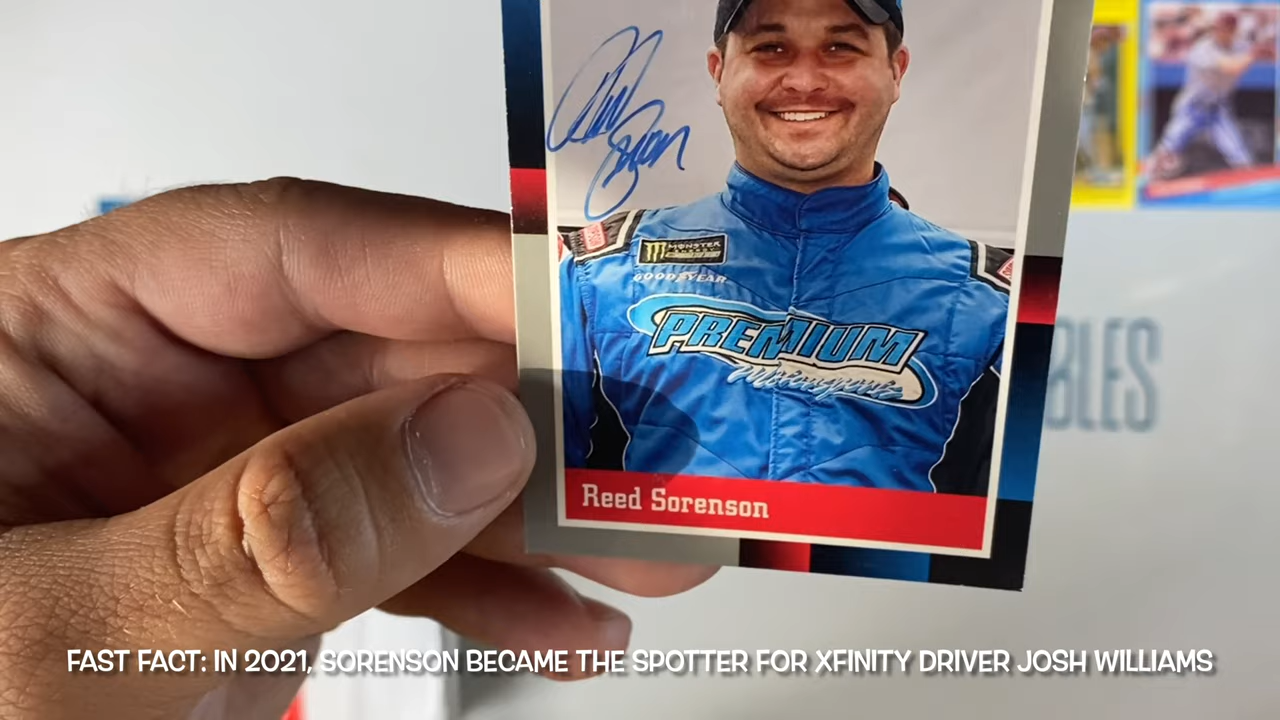 MONSTER
ENERGY
GOODYEAR
PREMIUM
Motorsports
Reed Sorenson
BLES
FAST FACT: IN 2021, SORENSON BECAME THE SPOTTER FOR XFINITY DRIVER JOSH WILLIAMS